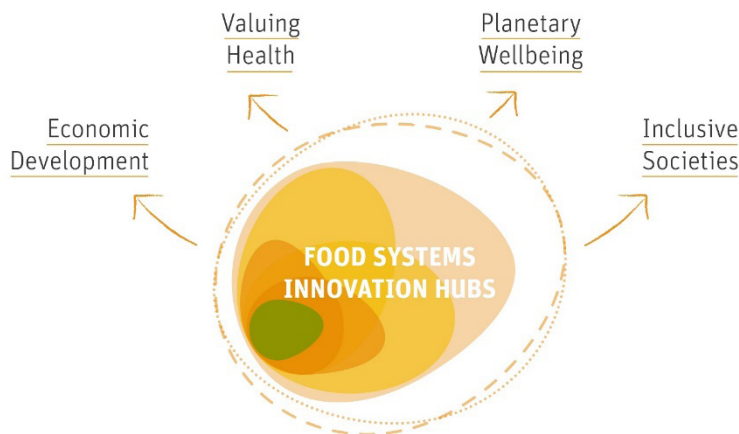 Valuing
Health
Planetary
Wellbeing
Economic
Development
Inclusive
Societies
FOOD SYSTEMS
INNOVATION HUBS